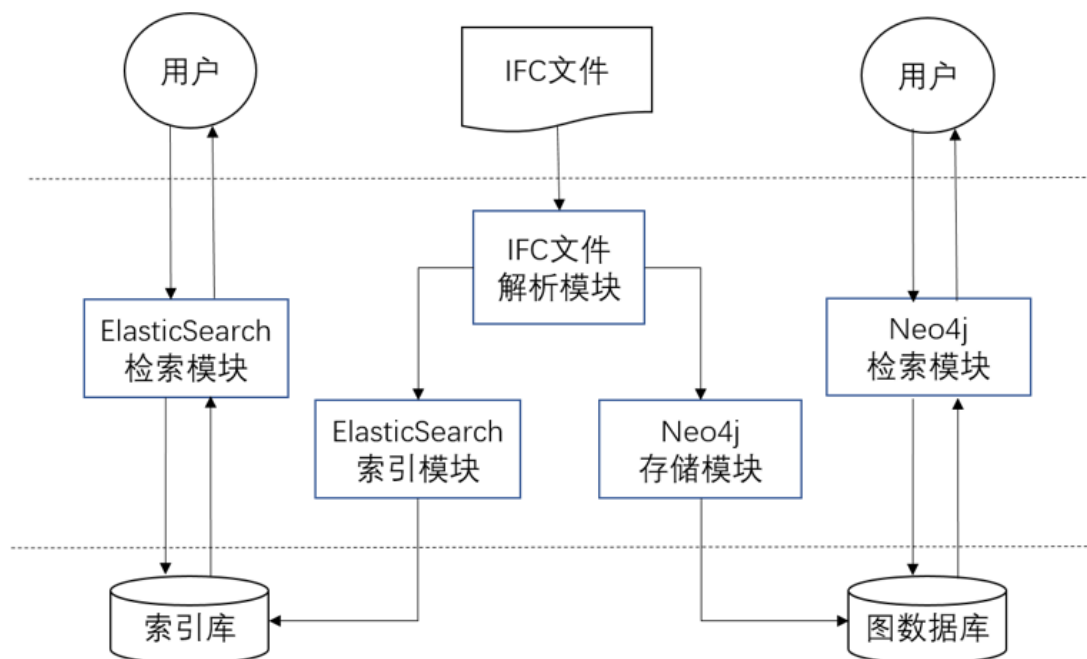 用户
IFC文件
用户
IFC文件
解析模块
ElasticSearch
检索模块
Neo4j
检索模块
ElasticSearch
索引模块
Neo4j
存储模块
索引库
图数据库